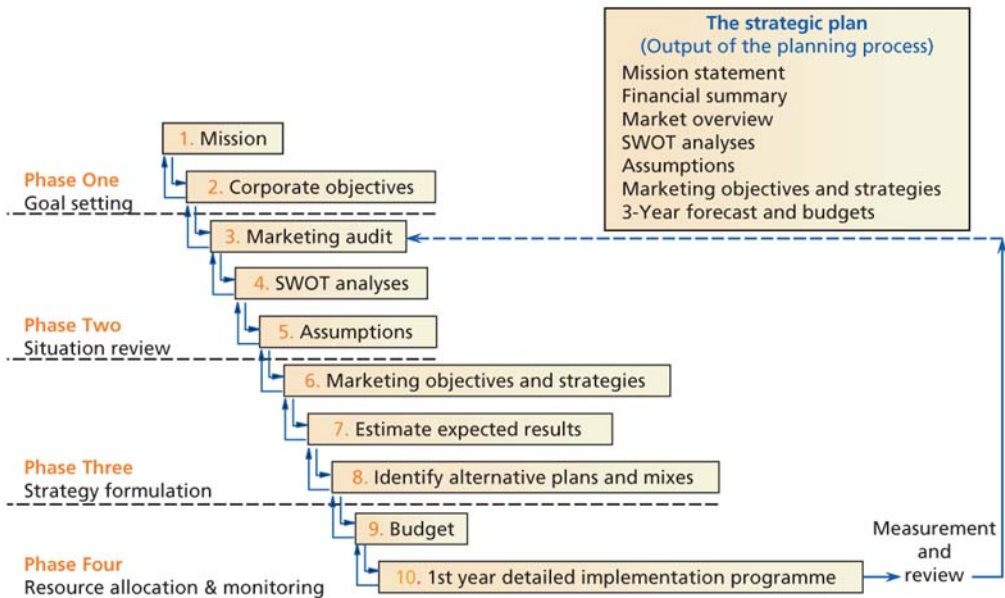 The strategic plan
(Output of the planning process)
Mission statement
Financial summary
Market overview
SWOT analyses
Assumptions
Marketing objectives and strategies
3-Year forecast and budgets
1. Mission
Phase One
Goal setting
2. Corporate objectives
3. Marketing audit
4. SWOT analyses
Phase Two
Situation review
5. Assumptions
6. Marketing objectives and strategies
7. Estimate expected results
Phase Three
Strategy formulation
8. Identify alternative plans and mixes
9. Budget
Phase Four
Resource allocation & monitoring
10. 1st year detailed implementation programme
Measurement
and
review